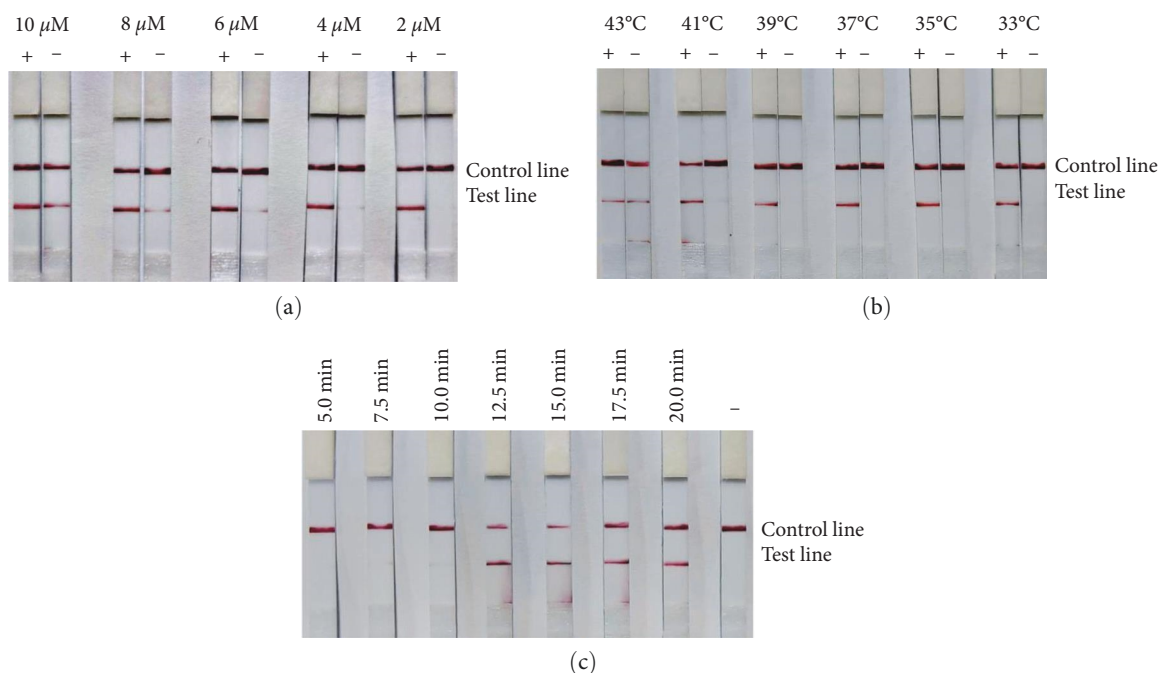 10 µM 8 µM 6 µM 4 µM 2 µM
+ − + − + − + − + −
Control line
Test line
(a)
43°C 41°C 39°C 37°C 35°C 33°C
+ − + − + − + − + − + −
Control line
Test line
(b)
5.0 min 7.5 min 10.0 min 12.5 min 15.0 min 17.5 min 20.0 min −
Control line
Test line
(c)